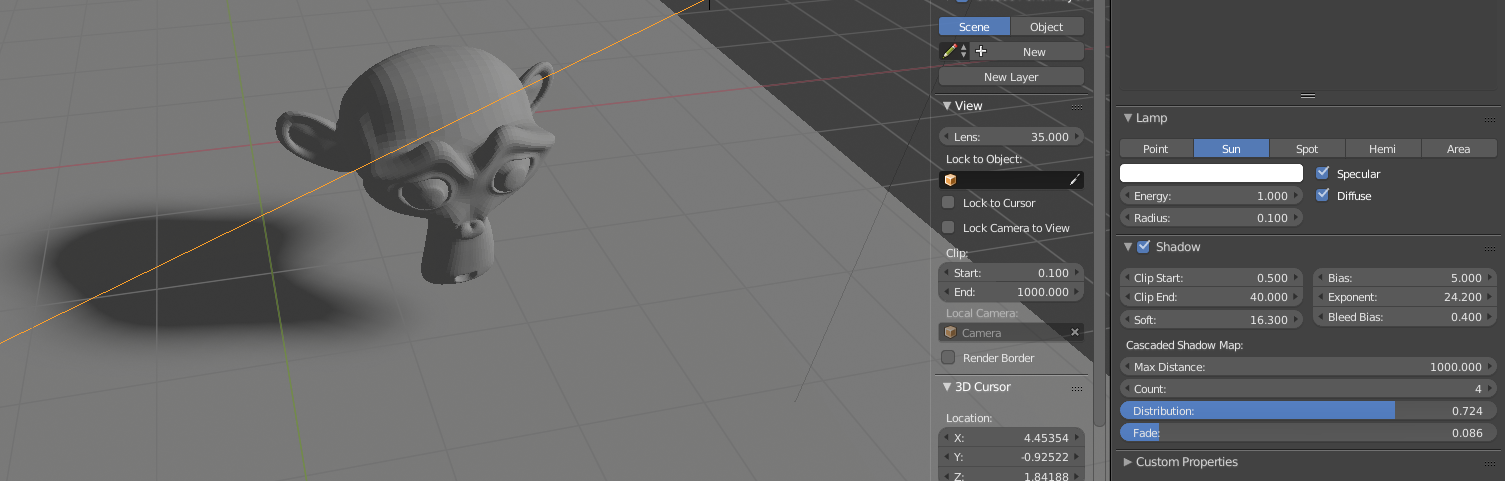 Scene Object
New
New Layer
View
Lens: 35.000
Lock to Object:
Lock to Cursor
Lock Camera to View
Clip:
Start: 0.100
End: 1000.000
Local Camera:
Camera
Render Border
3D Cursor
Location:
X: 4.45354
Y: -0.92522
Z: 1.84188
Lamp
Point Sun Spot Hemi Area
Specular
Energy: 1.000 Diffuse
Radius: 0.100
Shadow
Clip Start: 0.500 Bias: 5.000
Clip End: 40.000 Exponent: 24.200
Soft: 16.300 Bleed Bias: 0.400
Cascaded Shadow Map:
Max Distance: 1000.000
Count: 4
Distribution: 0.724
Fade: 0.086
Custom Properties